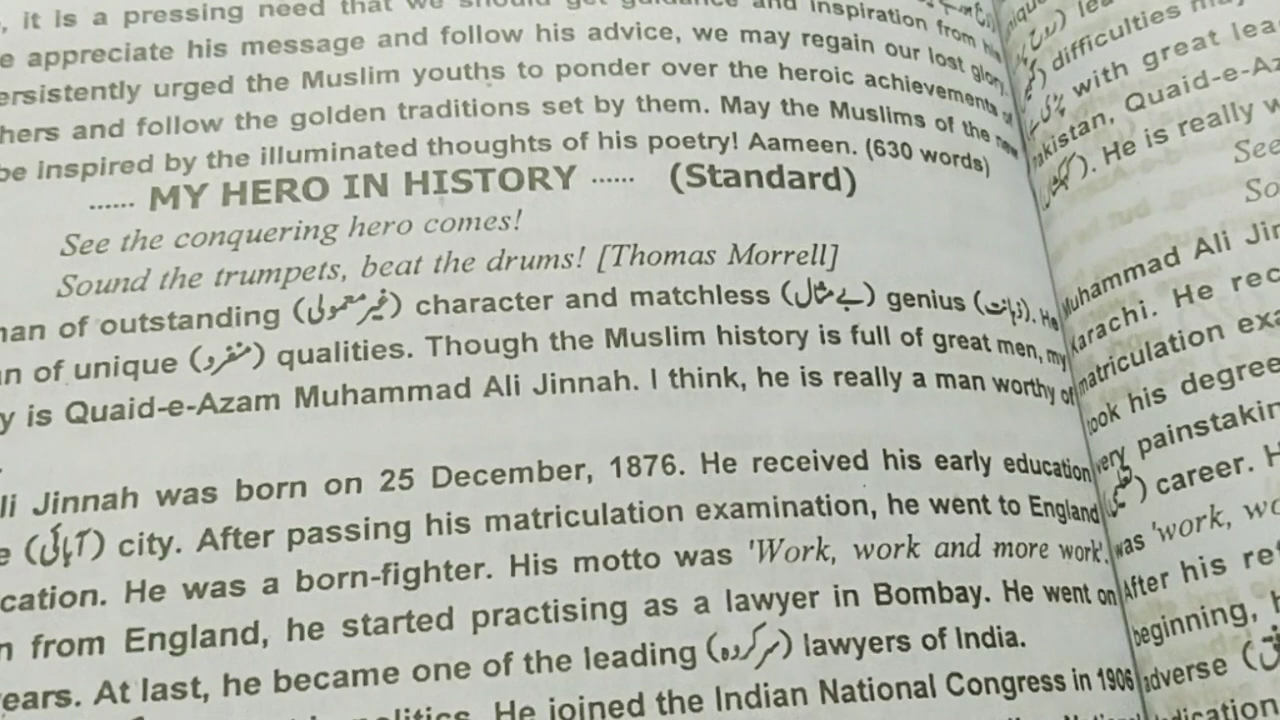 , it is a pressing need that we should get guidance and inspiration from his
e appreciate his message and follow his advice, we may regain our lost glory.
ersistently urged the Muslim youths to ponder over the heroic achievements of
hers and follow the golden traditions set by them. May the Muslims of the new
be inspired by the illuminated thoughts of his poetry! Aameen. (630 words)
...... MY HERO IN HISTORY ...... (Standard)
See the conquering hero comes!
Sound the trumpets, beat the drums! [Thomas Morrell]
nan of outstanding (غیر معمولی) character and matchless (بے مثال) genius (ذہانت). He
n of unique (منفرد) qualities. Though the Muslim history is full of great men, my
y is Quaid-e-Azam Muhammad Ali Jinnah. I think, he is really a man worthy of
li Jinnah was born on 25 December, 1876. He received his early education
e (آبائی) city. After passing his matriculation examination, he went to England
cation. He was a born-fighter. His motto was 'Work, work and more work'.
n from England, he started practising as a lawyer in Bombay. He went on
ears. At last, he became one of the leading (سرکردہ) lawyers of India.
politics. He joined the Indian National Congress in 1906
difficulties
with great lea
akistan, Quaid-e-Az
He is really w
See
So
Muhammad Ali Jin
Karachi. He rec
matriculation exa
took his degree
very painstakin
) career. H
was 'work, wo
After his re
beginning, h
adverse (